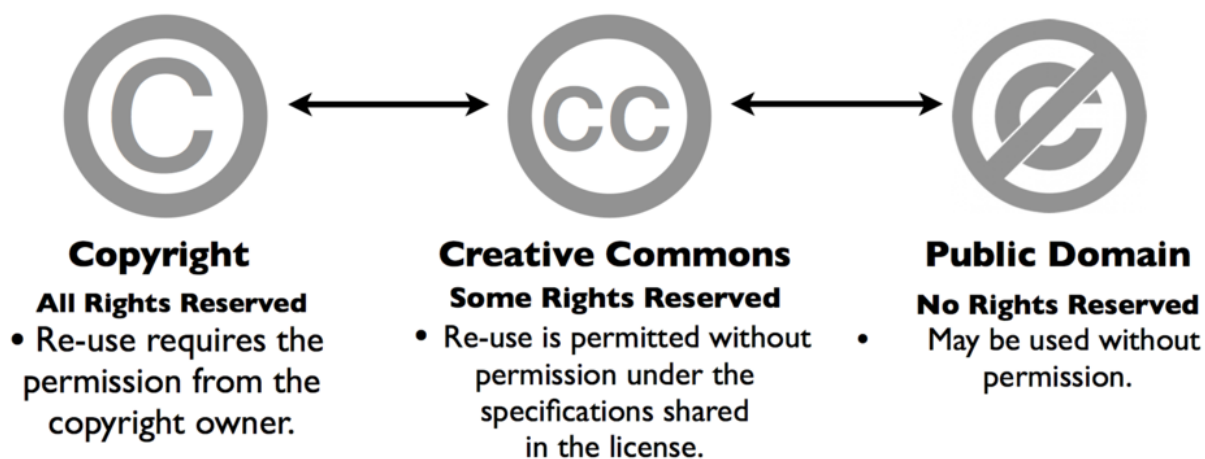 C
CC
C
Copyright
All Rights Reserved
• Re-use requires the
permission from the
copyright owner.
Creative Commons
Some Rights Reserved
• Re-use is permitted without
permission under the
specifications shared
in the license.
Public Domain
No Rights Reserved
• May be used without
permission.